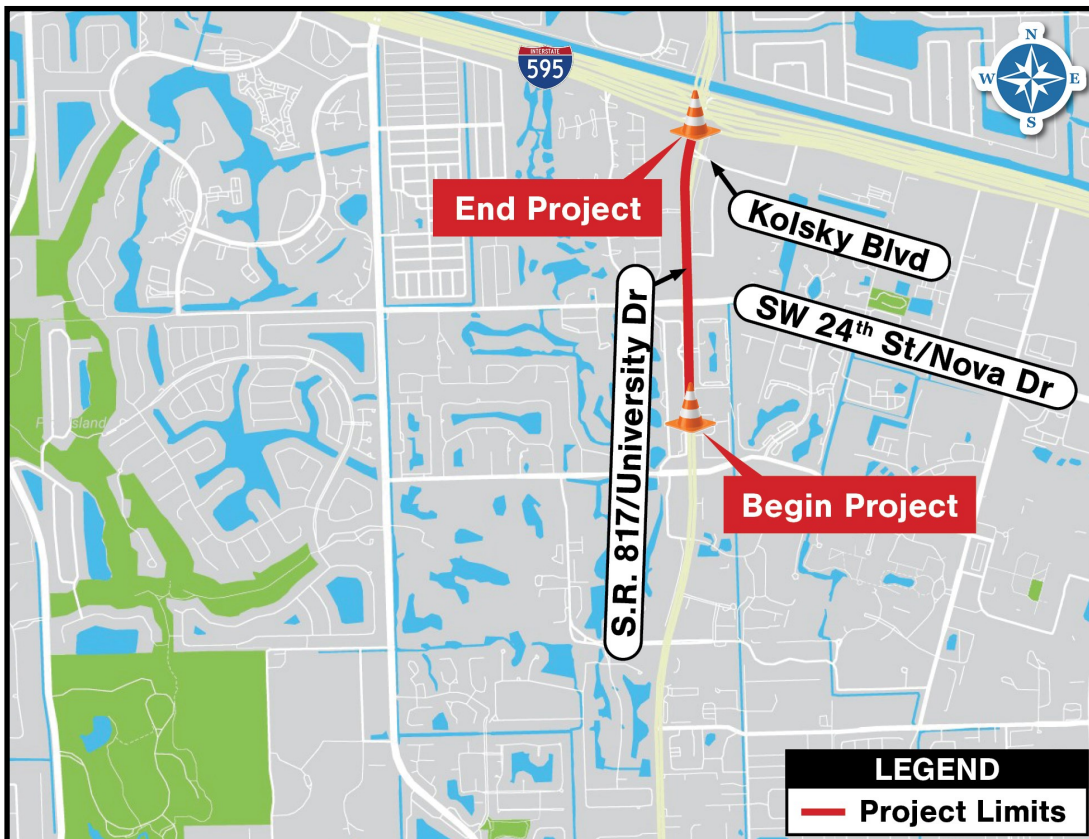 N
W
E
S
INTERSTATE
595
End Project
Kolsky Blvd
SW 24th St/Nova Dr
S.R. 817/University Dr
Begin Project
LEGEND
Project Limits